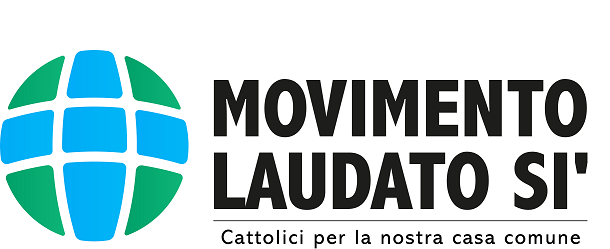 MOVIMENTO
LAUDATO SI'
Cattolici per la nostra casa comune